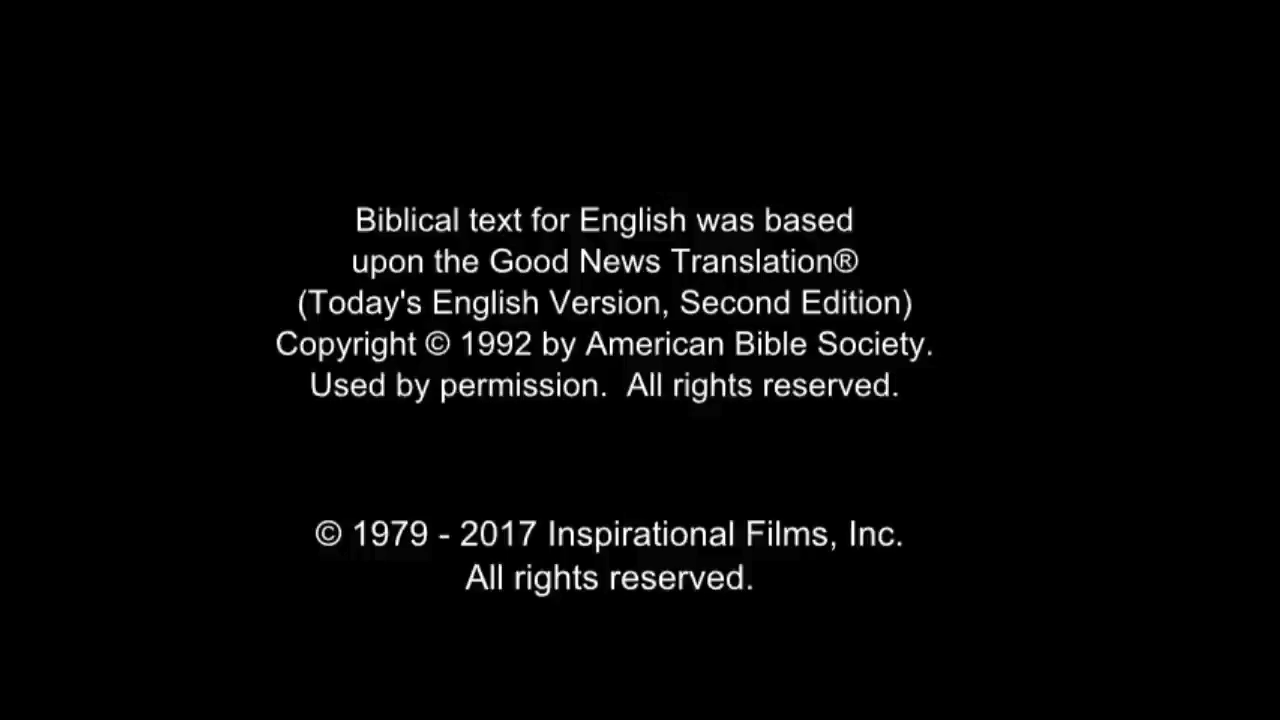 Biblical text for English was based
upon the Good News Translation®
(Today's English Version, Second Edition)
Copyright © 1992 by American Bible Society.
Used by permission.  All rights reserved.
© 1979 - 2017 Inspirational Films, Inc.
All rights reserved.